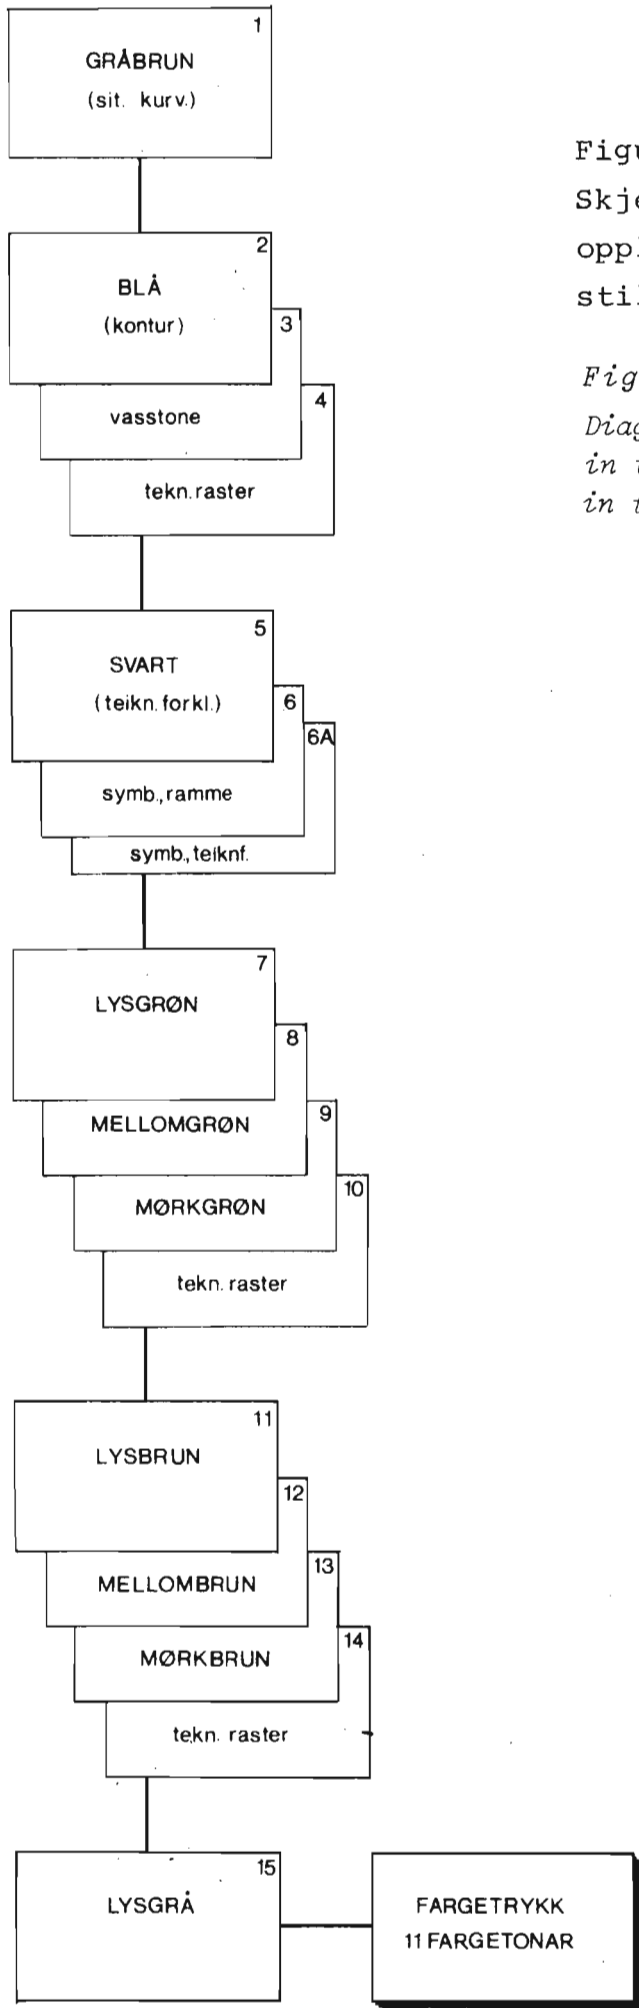 1
GRÅBRUN
(sit. kurv.)
2
BLÅ
(kontur)
3
vasstone
4
tekn. raster
5
SVART
(teikn. forkl.)
6
symb., ramme
6A
symb., teiknf.
7
LYSGRØN
8
MELLOMGRØN
9
MØRKGRØN
10
tekn. raster
11
LYSBRUN
12
MELLOMBRUN
13
MØRKBRUN
14
tekn. raster
15
LYSGRÅ
FARGETRYKK
11 FARGETONAR
Figu
Skje
Fig
Diag
in
in